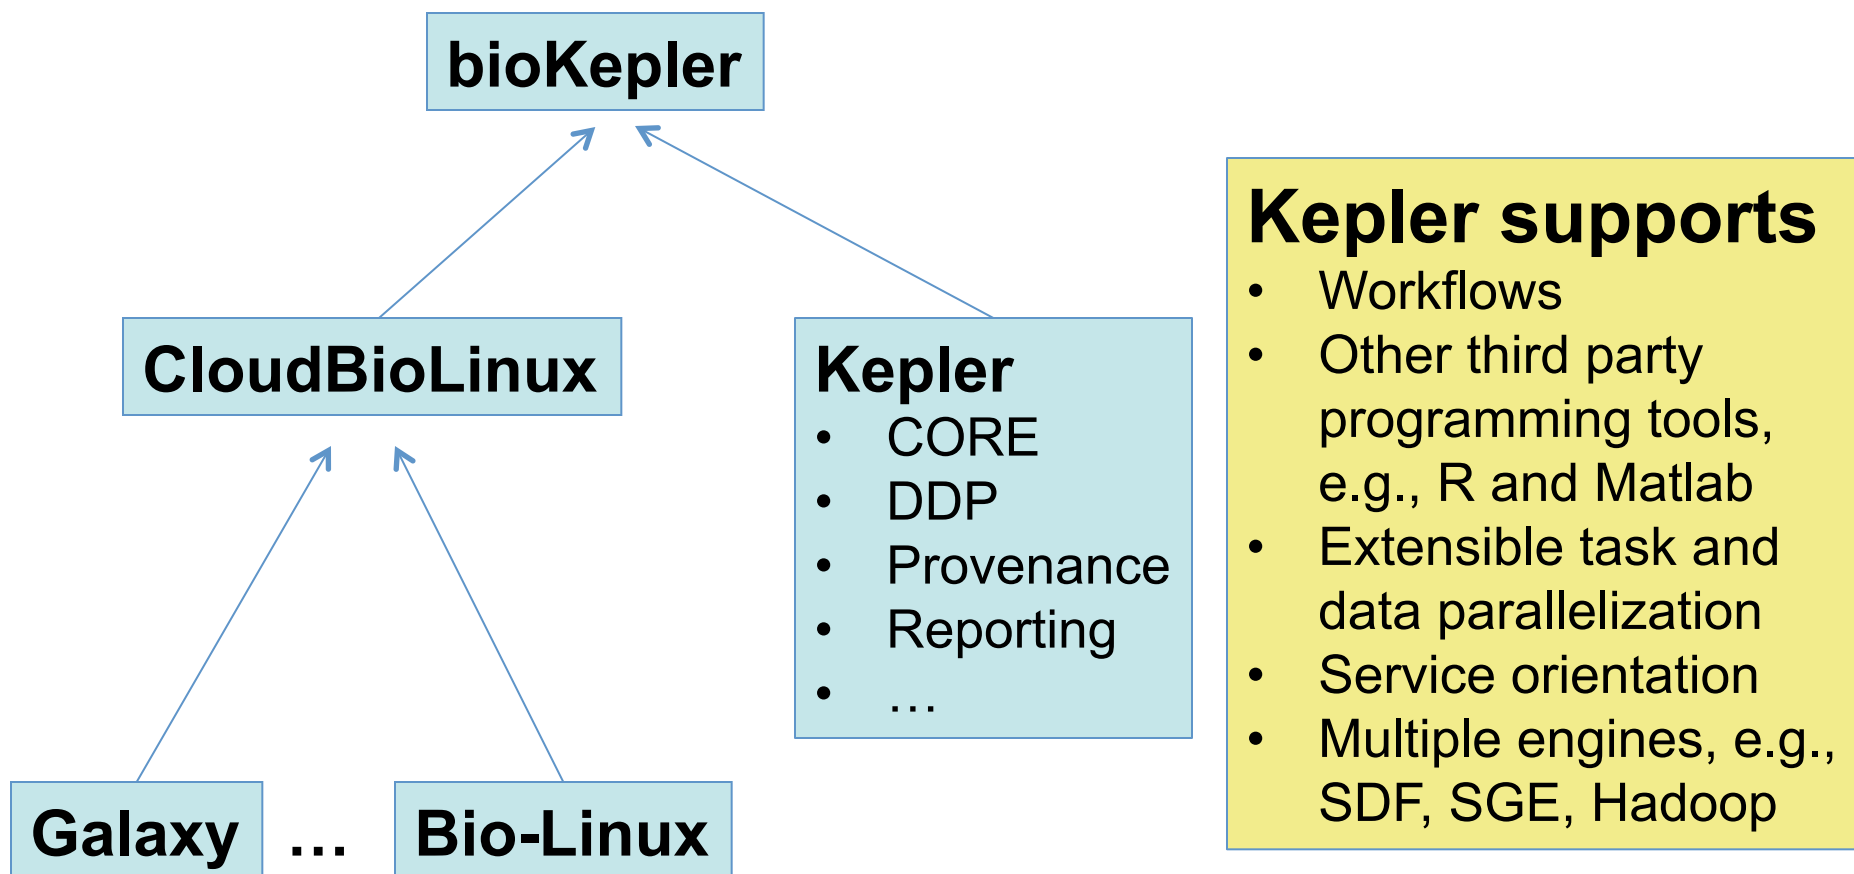 bioKepler
CloudBioLinux
Kepler
• CORE
• DDP
• Provenance
• Reporting
• …
Galaxy … Bio-Linux
Kepler supports
• Workflows
• Other third party
programming tools,
e.g., R and Matlab
• Extensible task and
data parallelization
• Service orientation
• Multiple engines, e.g.,
SDF, SGE, Hadoop